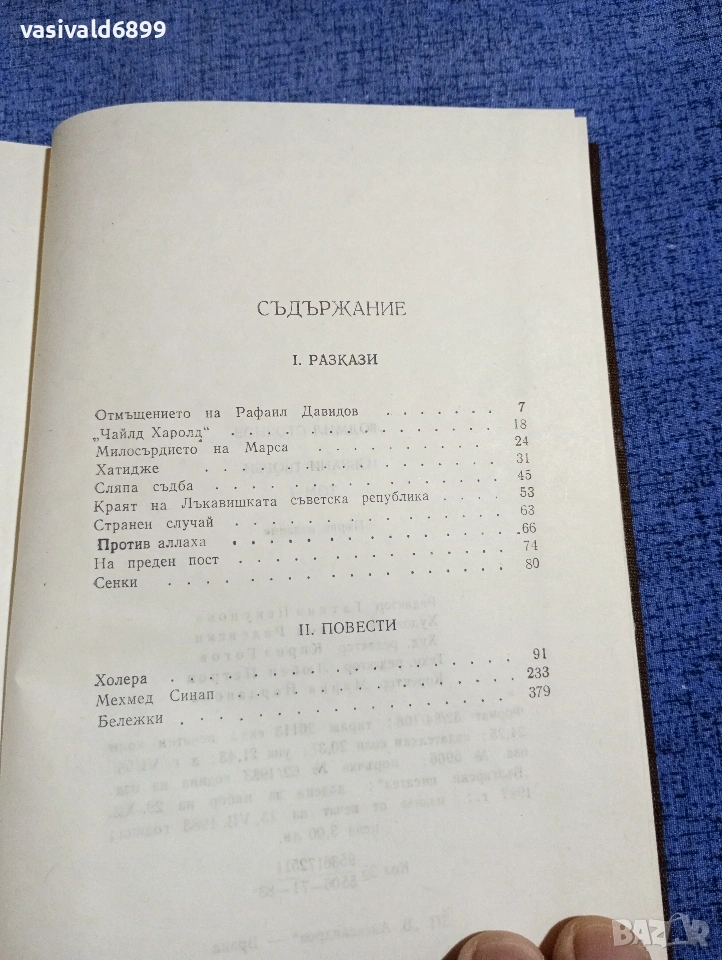 vasivald6899
СЪДЪРЖАНИЕ
I. РАЗКАЗИ
Отмъщението на Рафаил Давидов . . . . . . . 7
„Чайлд Харолд“ . . . . . . . . . . . . 18
Милосърдието на Марса . . . . . . . . . . 24
Хатидже . . . . . . . . . . . . . . 31
Сляпа съдба . . . . . . . . . . . . . 45
Краят на Лъкавишката съветска република . . . . . 53
Странен случай . . . . . . . . . . . . 63
Против аллаха . . . . . . . . . . . . 66
На преден пост . . . . . . . . . . . . 74
Сенки . . . . . . . . . . . . . . . 80
II. ПОВЕСТИ
Холера . . . . . . . . . . . . . . 91
Мехмед Синап . . . . . . . . . . . . 233
Бележки . . . . . . . . . . . . . . 379
BAZAR